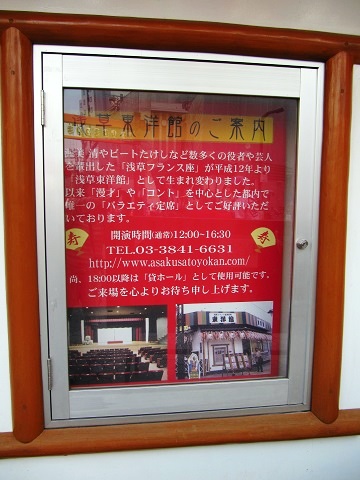 草東洋館のご案内
清やビートたけしなど数多くの役者や芸人
を輩出した「浅草フランス座」が平成12年より
「浅草東洋館」として生まれ変わりました。
以来「漫才」や「コント」を中心とした都内で
唯一の「バラエティ定席」としてご好評いただ
いております。
開演時間(通常)12:00~16:30
TEL.03-3841-6631
http://www.asakusatoyokan.com/
尚、18:00以降は「貸ホール」として使用可能です。
ご来場を心よりお待ち申し上げます。
東洋館